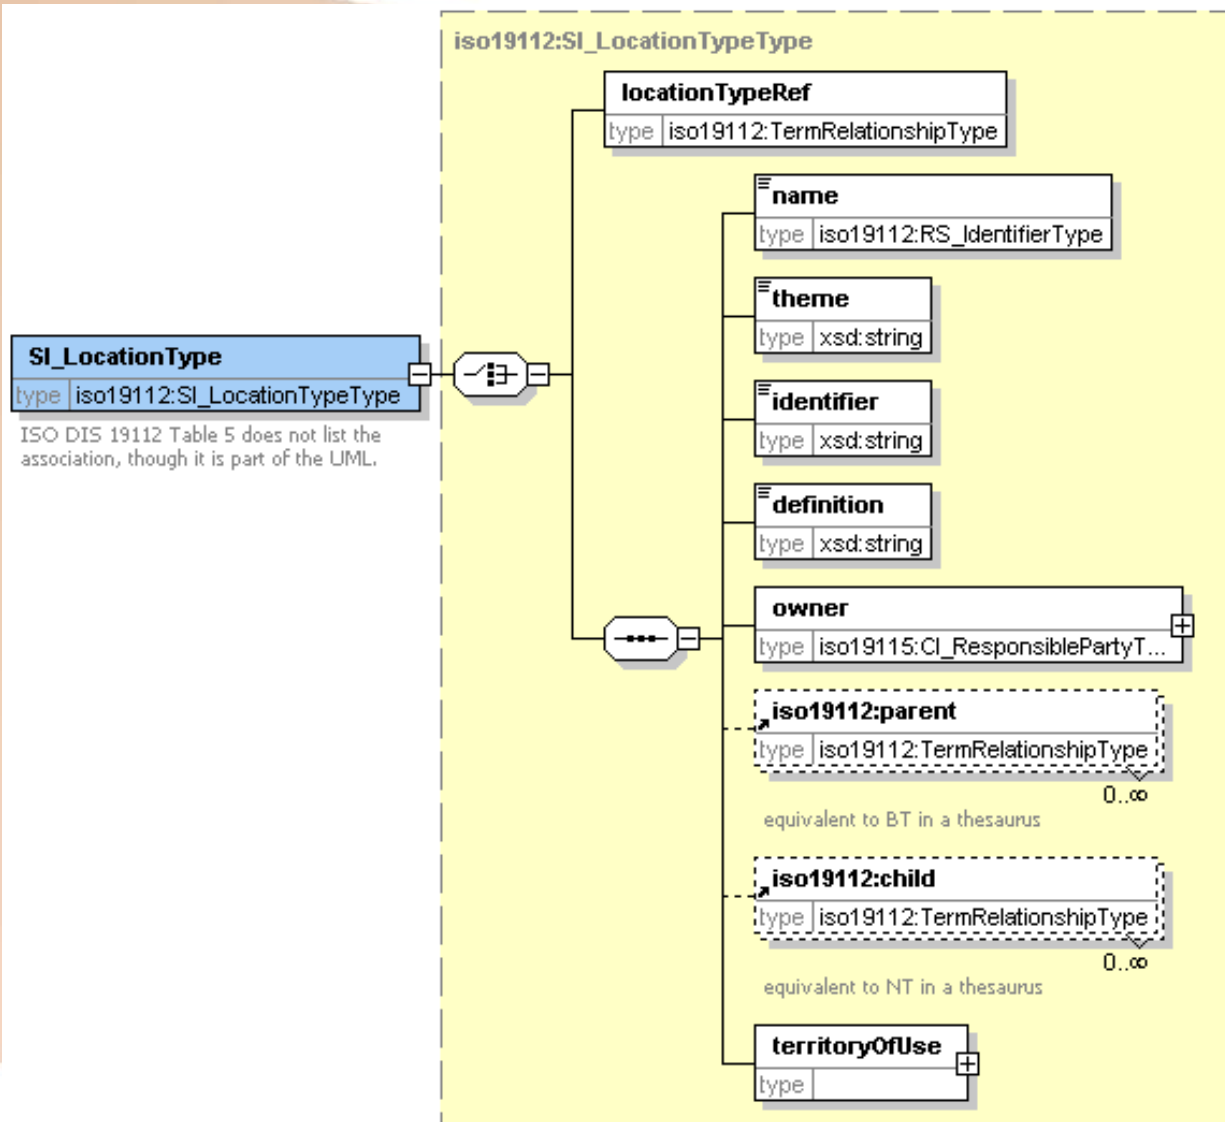 iso19112:SI_LocationTypeType
locationTypeRef
type iso19112:TermRelationshipType
name
type iso19112:RS_IdentifierType
theme
type xsd:string
SI_LocationType
type iso19112:SI_LocationTypeType
ISO DIS 19112 Table 5 does not list the
association, though it is part of the UML.
identifier
type xsd:string
definition
type xsd:string
owner
type iso19115:CI_ResponsiblePartyT...
iso19112:parent
type iso19112:TermRelationshipType
0..∞
equivalent to BT in a thesaurus
iso19112:child
type iso19112:TermRelationshipType
0..∞
equivalent to NT in a thesaurus
territoryOfUse
type